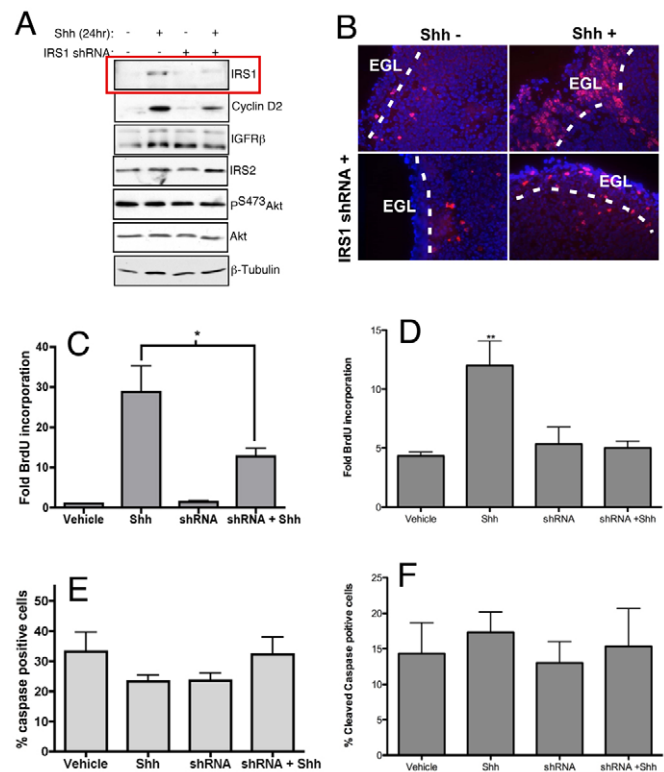 A
Shh (24hr) - + - +
IRS1 shRNA: - - + +
IRS1
Cyclin D2
IGFRβ
IRS2
pS473Akt
Akt
β-Tubulin
B
Shh - Shh +
IRS1 shRNA +
EGL
EGL
EGL
EGL
C
Fold BrdU incorporation
40
30
20
10
0
*
Vehicle Shh shRNA shRNA + Shh
D
Fold BrdU incorporation
15
10
5
0
**
Vehicle Shh shRNA shRNA +Shh
E
% caspase positive cells
50
40
30
20
10
0
Vehicle Shh shRNA shRNA + Shh
F
% Cleaved Caspase poitive cells
25
20
15
10
5
0
Vehicle Shh shRNA shRNA +Shh